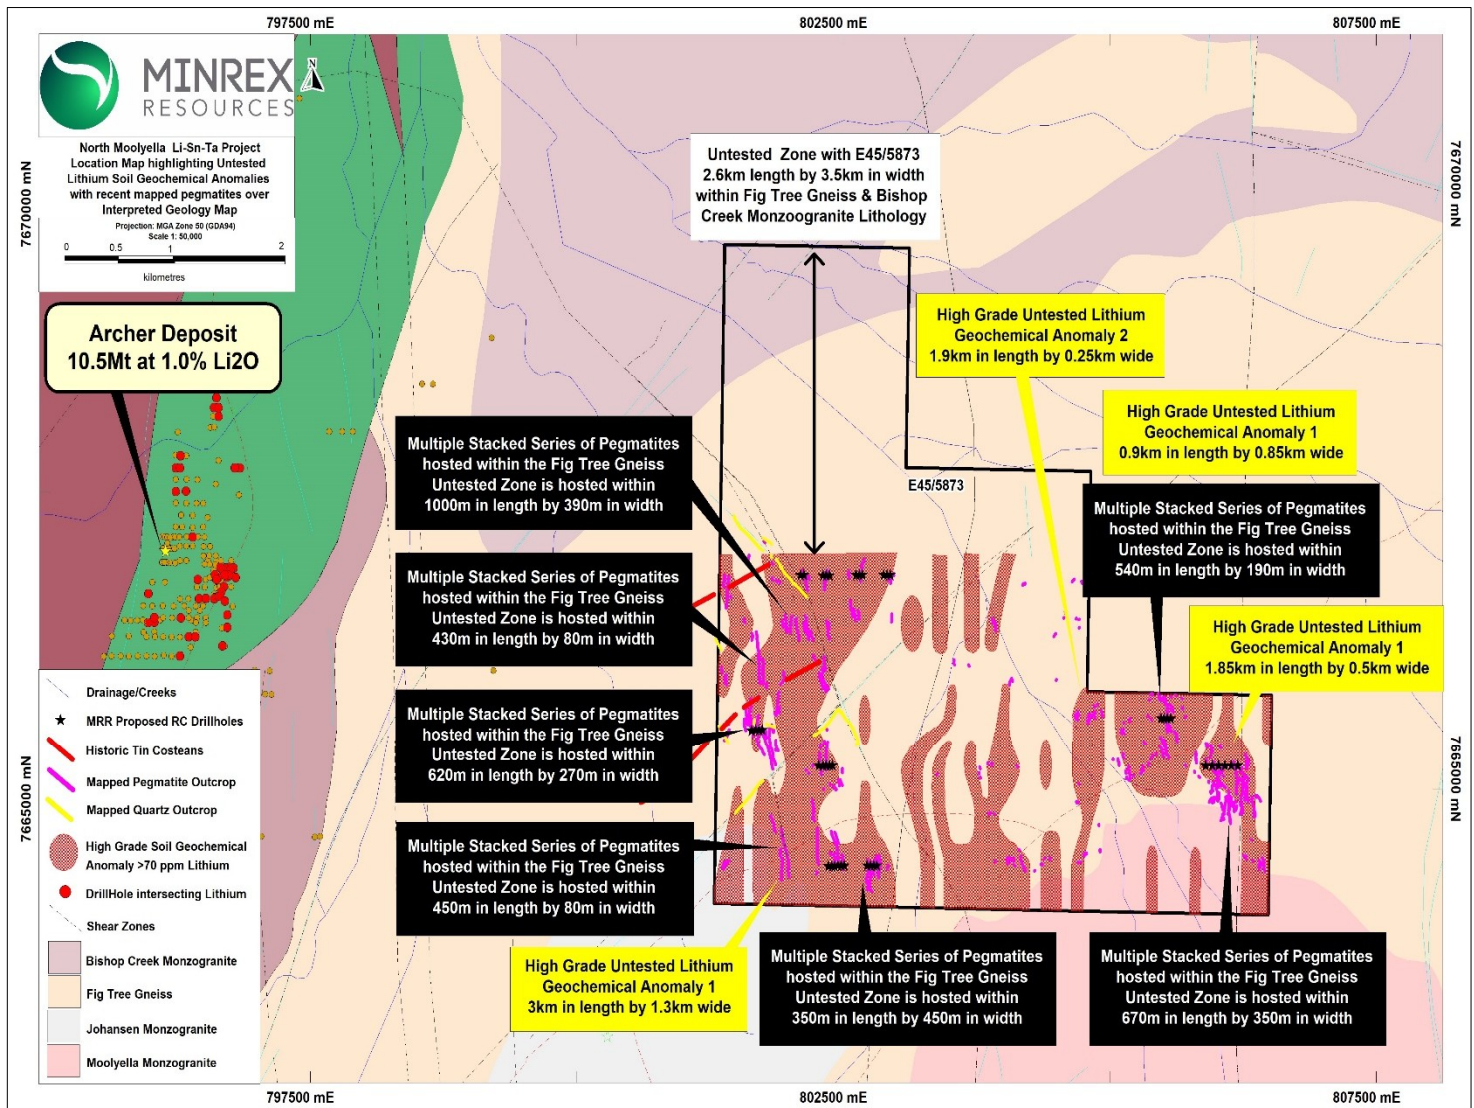 797500 mE
802500 mE
807500 mE
MINREX
RESOURCES
N
North Moolyella Li-Sn-Ta Project
Location Map highlighting Untested
Lithium Soil Geochemical Anomalies
with recent mapped pegmatites over
Interpreted Geology Map
Projection: MGA Zone 50 (GDA94)
Scale 1: 50,000
0 0.5 1 2
kilometres
7670000 mN
7670000 mN
Untested Zone with E45/5873
2.6km length by 3.5km in width
within Fig Tree Gneiss & Bishop
Creek Monzoogranite Lithology
Archer Deposit
10.5Mt at 1.0% Li2O
High Grade Untested Lithium
Geochemical Anomaly 2
1.9km in length by 0.25km wide
High Grade Untested Lithium
Geochemical Anomaly 1
0.9km in length by 0.85km wide
Multiple Stacked Series of Pegmatites
hosted within the Fig Tree Gneiss
Untested Zone is hosted within
1000m in length by 390m in width
E45/5873
Multiple Stacked Series of Pegmatites
hosted within the Fig Tree Gneiss
Untested Zone is hosted within
540m in length by 190m in width
Multiple Stacked Series of Pegmatites
hosted within the Fig Tree Gneiss
Untested Zone is hosted within
430m in length by 80m in width
High Grade Untested Lithium
Geochemical Anomaly 1
1.85km in length by 0.5km wide
Multiple Stacked Series of Pegmatites
hosted within the Fig Tree Gneiss
Untested Zone is hosted within
620m in length by 270m in width
7665000 mN
7665000 mN
Multiple Stacked Series of Pegmatites
hosted within the Fig Tree Gneiss
Untested Zone is hosted within
450m in length by 80m in width
High Grade Untested Lithium
Geochemical Anomaly 1
3km in length by 1.3km wide
Multiple Stacked Series of Pegmatites
hosted within the Fig Tree Gneiss
Untested Zone is hosted within
350m in length by 450m in width
Multiple Stacked Series of Pegmatites
hosted within the Fig Tree Gneiss
Untested Zone is hosted within
670m in length by 350m in width
Drainage/Creeks
MRR Proposed RC Drillholes
Historic Tin Costeans
Mapped Pegmatite Outcrop
Mapped Quartz Outcrop
High Grade Soil Geochemical
Anomaly >70 ppm Lithium
DrillHole intersecting Lithium
Shear Zones
Bishop Creek Monzogranite
Fig Tree Gneiss
Johansen Monzogranite
Moolyella Monzogranite
797500 mE
802500 mE
807500 mE